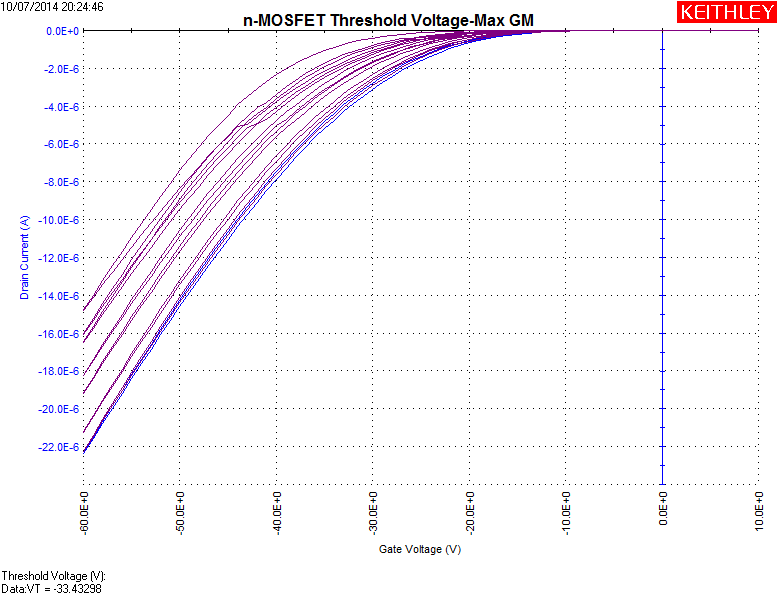 10/07/2014 20:24:46
n-MOSFET Threshold Voltage-Max GM
KEITHLEY
0.0E+0
-2.0E-6
-4.0E-6
-6.0E-6
-8.0E-6
-10.0E-6
-12.0E-6
-14.0E-6
-16.0E-6
-18.0E-6
-20.0E-6
-22.0E-6
Drain Current (A)
-60.0E+0
-50.0E+0
-40.0E+0
-30.0E+0
-20.0E+0
-10.0E+0
0.0E+0
10.0E+0
Gate Voltage (V)
Threshold Voltage (V):
Data:VT = -33.43298